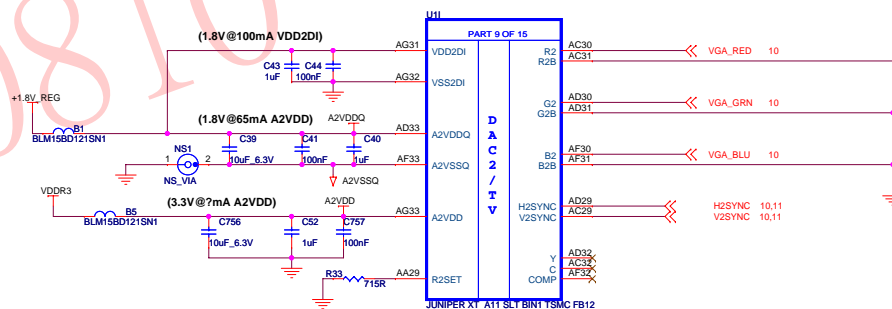 U1I
PART 9 OF 15
(1.8V@100mA VDD2DI)
AG31
VDD2DI
R2
AC30
VGA_RED 10
R2B
AC31
C43
1uF
C44
100nF
AG32
VSS2DI
+1.8V_REG
G2
AD30
VGA_GRN 10
G2B
AD31
(1.8V@65mA A2VDD)
A2VDDQ
B1
BLM15BD121SN1
AD33
A2VDDQ
DAC2/TV
C39
10uF_6.3V
C41
100nF
C40
1uF
B2
AF30
VGA_BLU 10
B2B
AF31
NS1
1
2
NS_VIA
AF33
A2VSSQ
A2VSSQ
VDDR3
(3.3V@?mA A2VDD)
A2VDD
B5
BLM15BD121SN1
AG33
A2VDD
H2SYNC
AD29
H2SYNC 10,11
V2SYNC
AC29
V2SYNC 10,11
C756
10uF_6.3V
C52
1uF
C757
100nF
Y
AD32
C
AC32
COMP
AF32
R33
715R
AA29
R2SET
JUNIPER XT A11 SLT BIN1 TSMC FB12